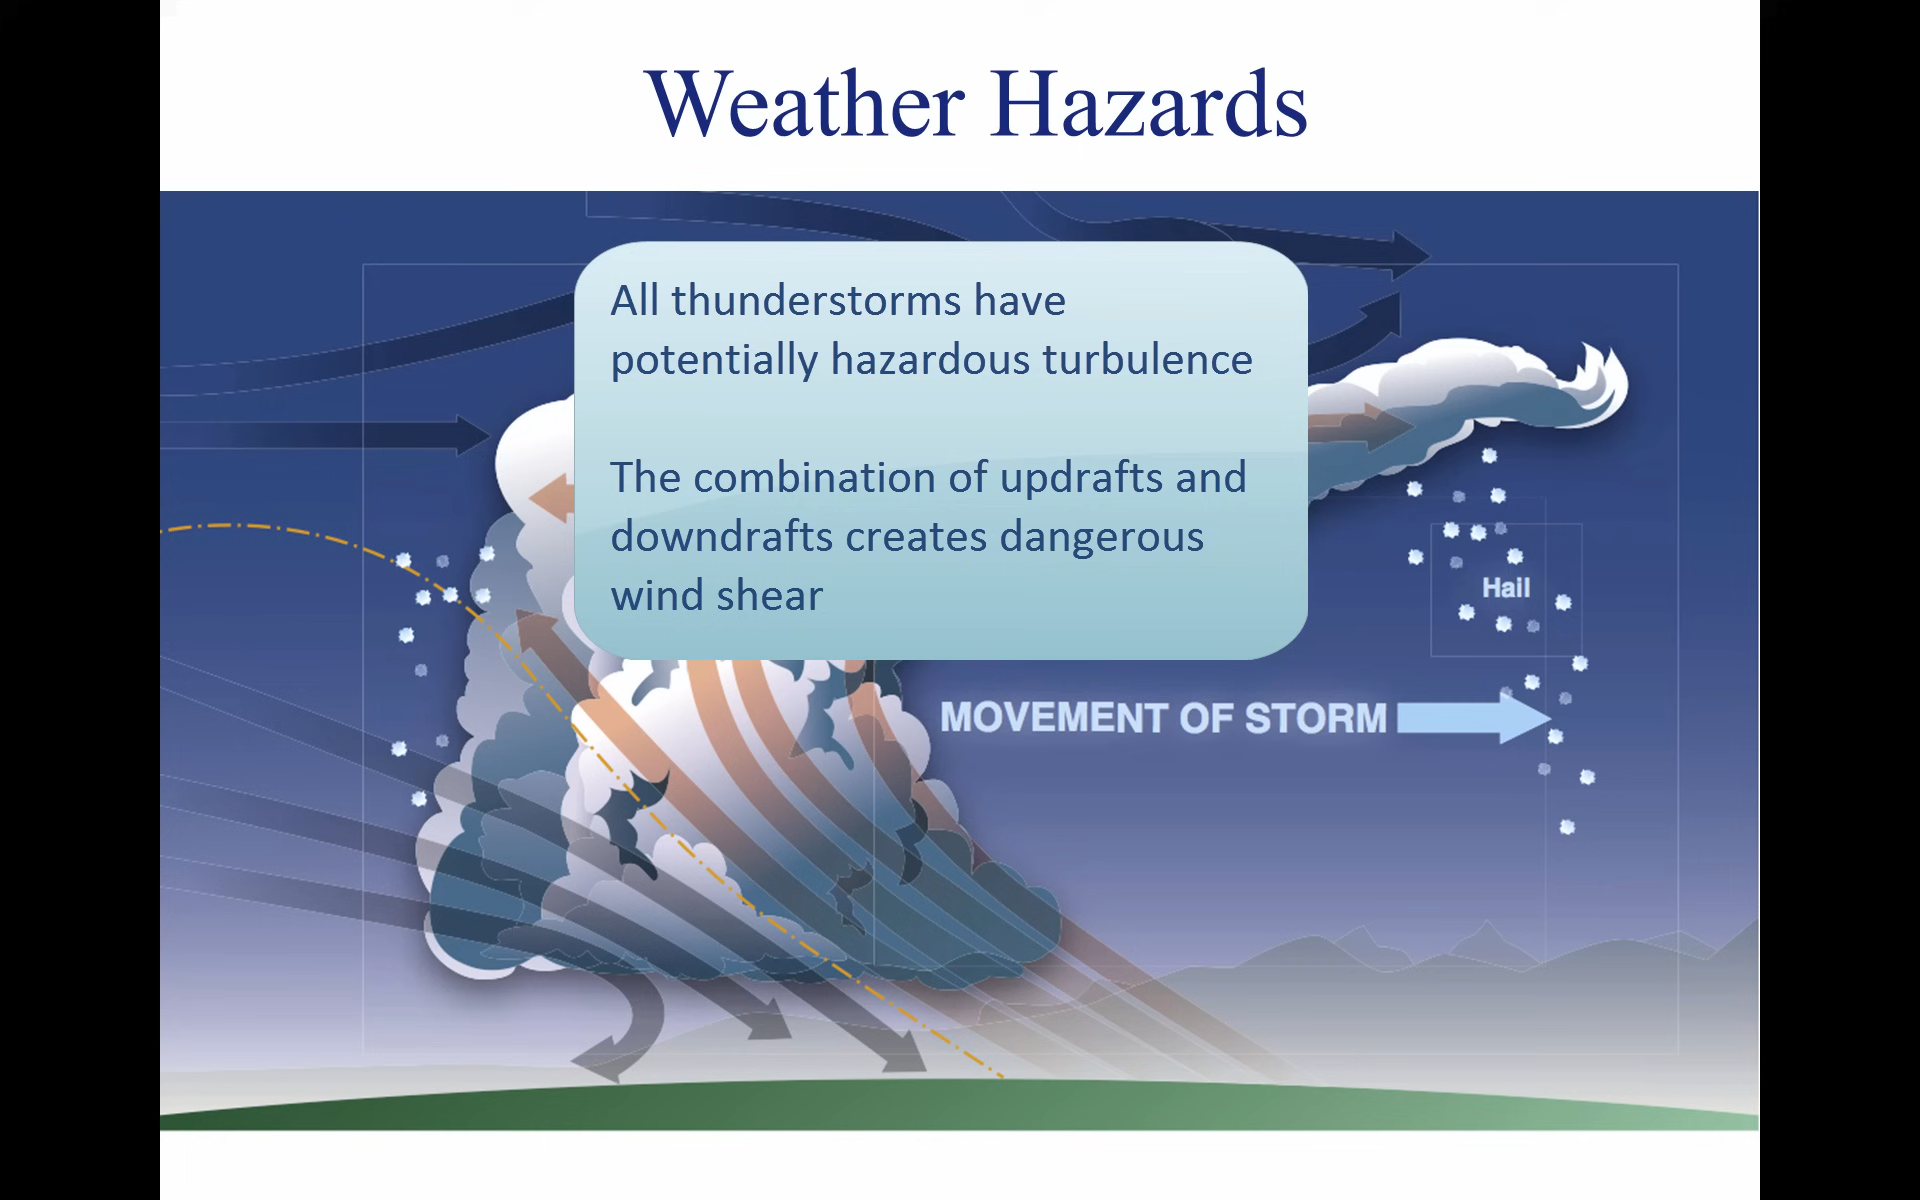 Weather Hazards
All thunderstorms have
potentially hazardous turbulence
The combination of updrafts and
downdrafts creates dangerous
wind shear
Hail
MOVEMENT OF STORM